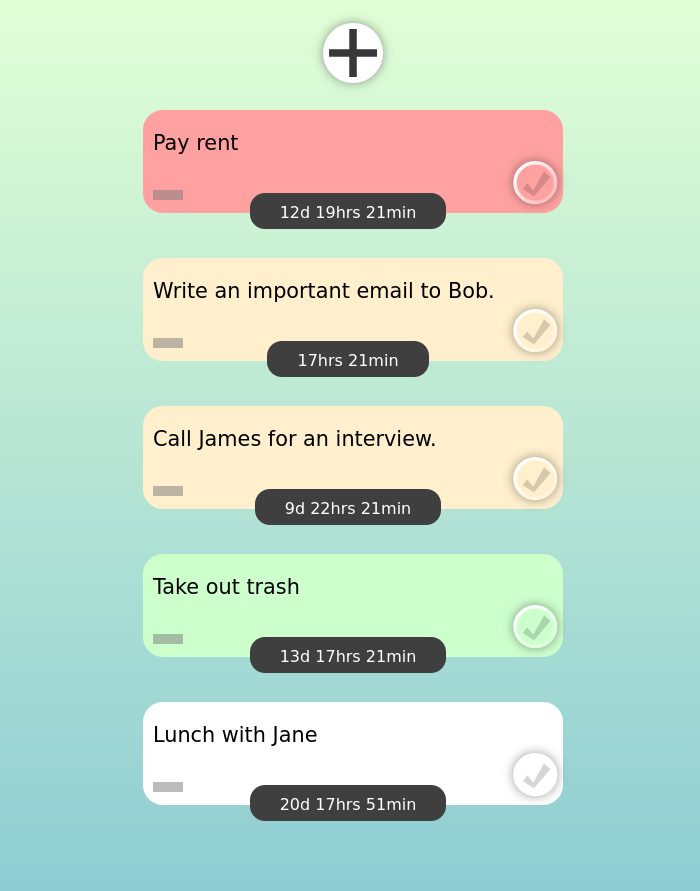 Pay rent
12d 19hrs 21min
Write an important email to Bob.
17hrs 21min
Call James for an interview.
9d 22hrs 21min
Take out trash
13d 17hrs 21min
Lunch with Jane
20d 17hrs 51min